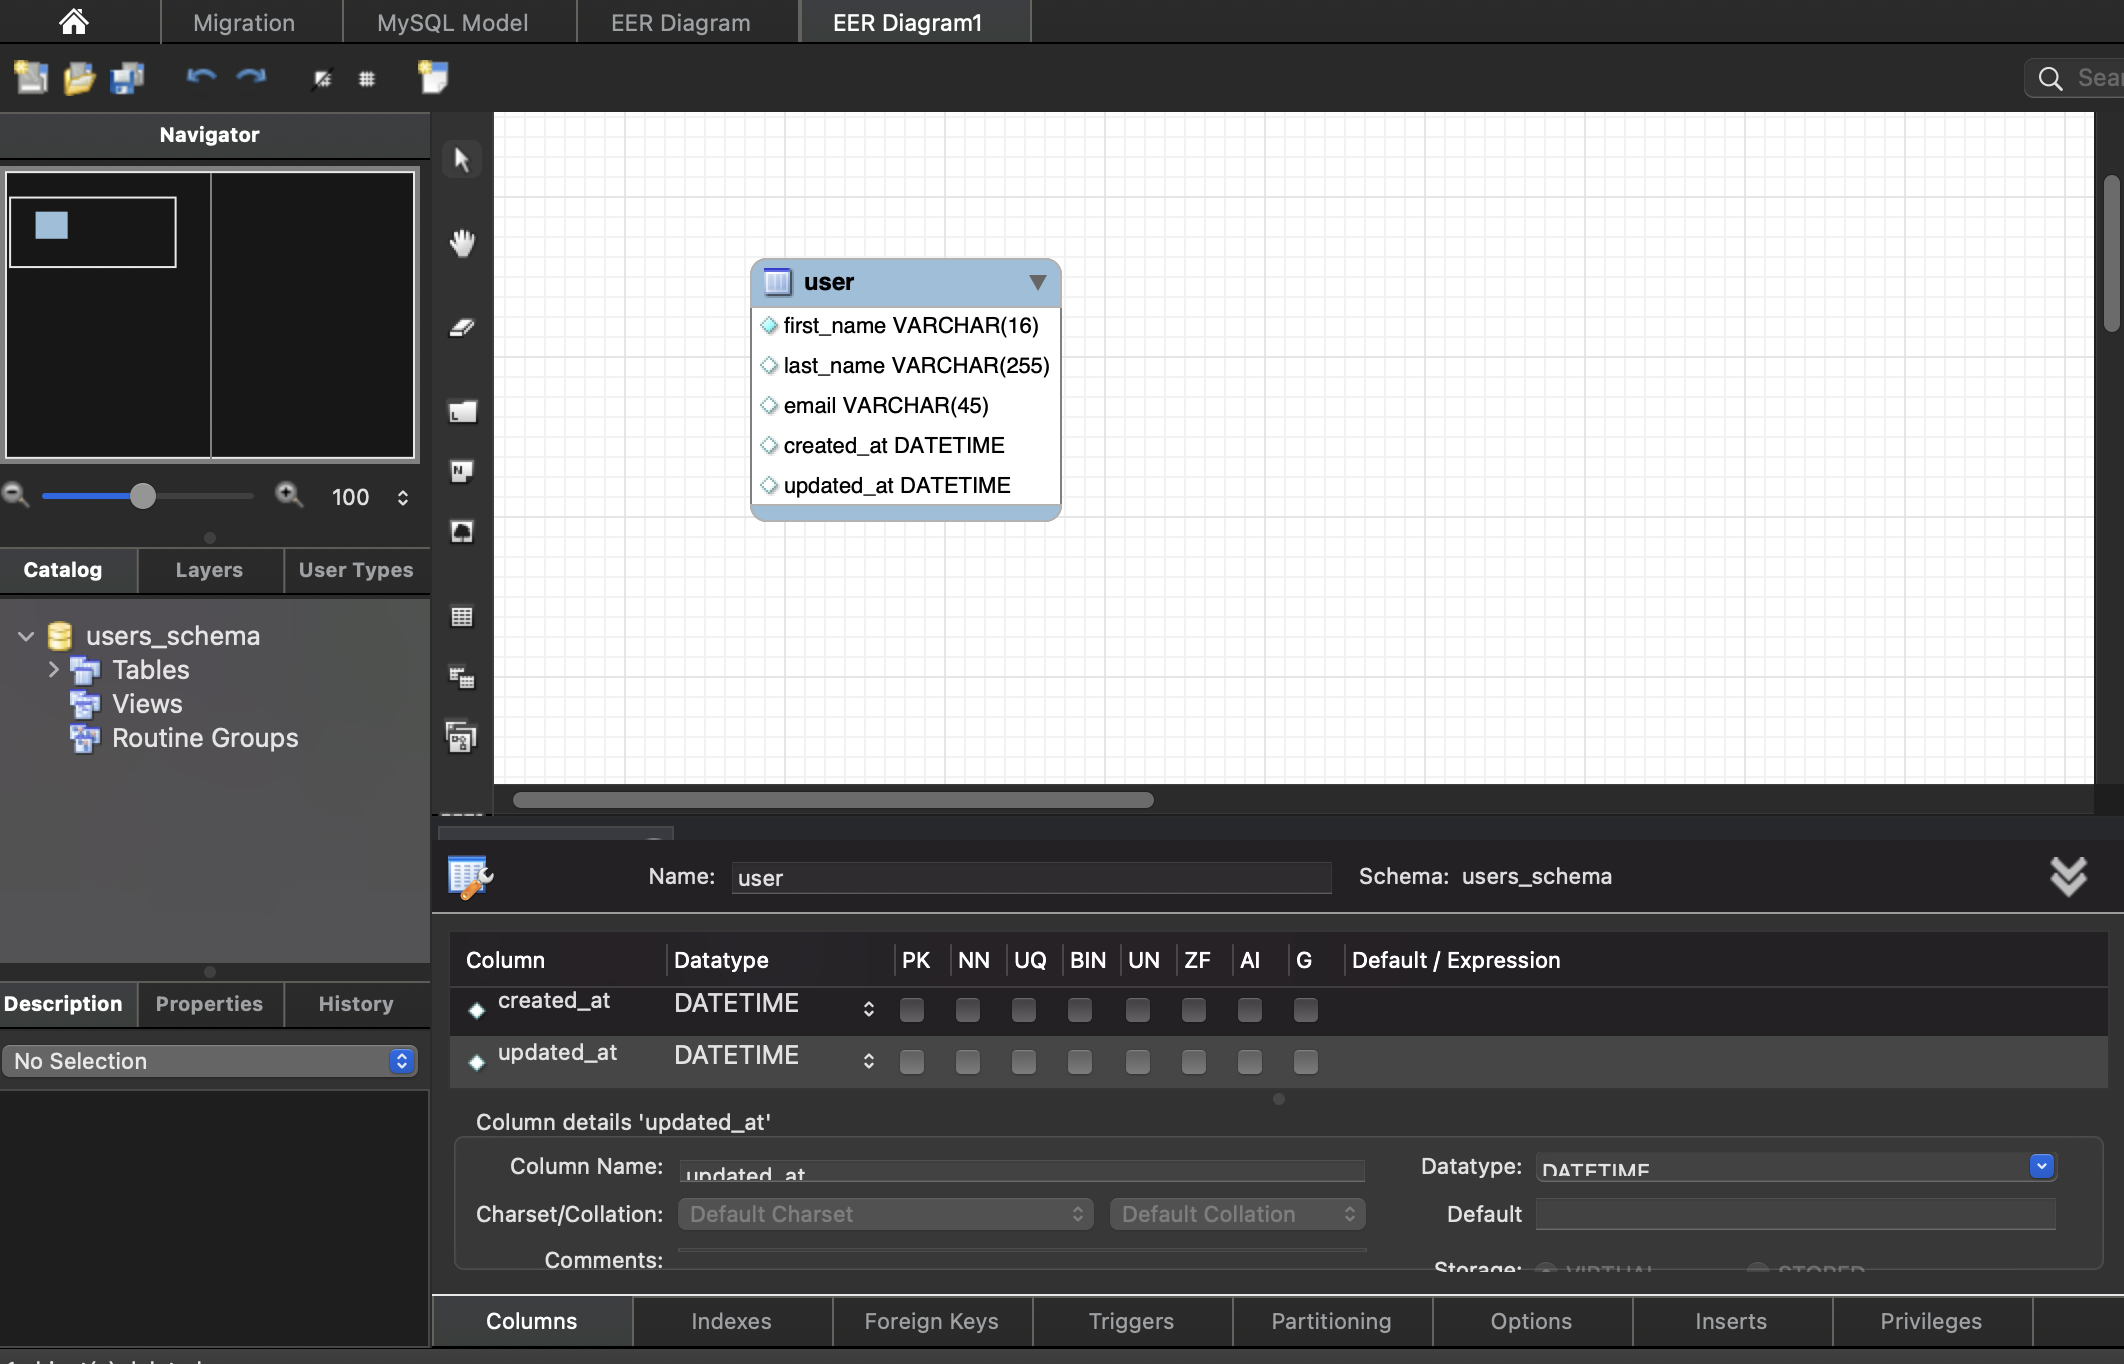 Migration
MySQL Model
EER Diagram
EER Diagram1
Navigator
100
Catalog
Layers
User Types
users_schema
Tables
Views
Routine Groups
Description
Properties
History
No Selection
user
first_name VARCHAR(16)
last_name VARCHAR(255)
email VARCHAR(45)
created_at DATETIME
updated_at DATETIME
Name: user
Schema: users_schema
Column Datatype PK NN UQ BIN UN ZF AI G Default / Expression
created_at DATETIME
updated_at DATETIME
Column details 'updated_at'
Column Name: updated_at
Datatype: DATETIME
Charset/Collation: Default Charset Default Collation
Default
Comments:
Storage: VIRTUAL STORED
Columns
Indexes
Foreign Keys
Triggers
Partitioning
Options
Inserts
Privileges